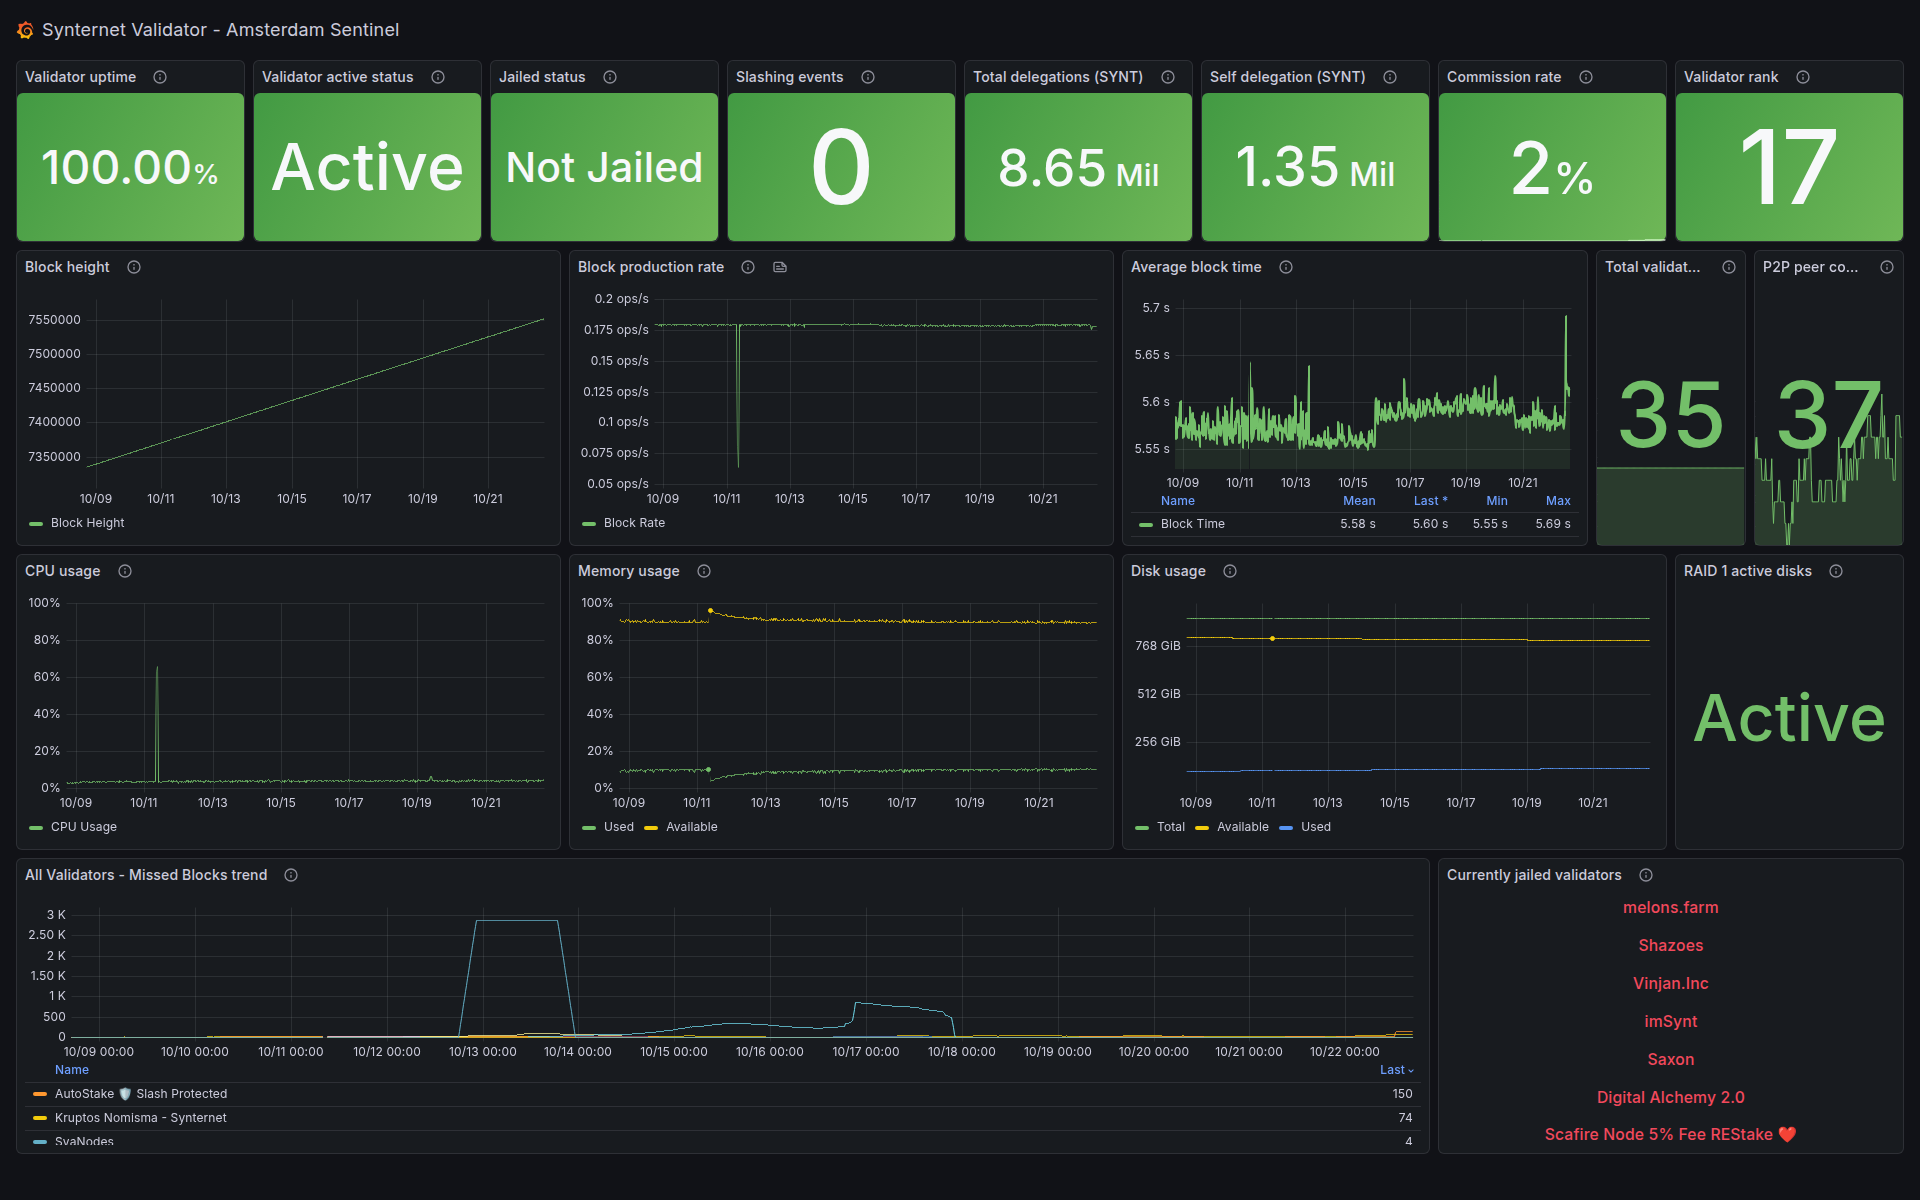 Synternet Validator - Amsterdam Sentinel
Validator uptime
100.00%
Validator active status
Active
Jailed status
Not Jailed
Slashing events
0
Total delegations (SYNT)
8.65 Mil
Self delegation (SYNT)
1.35 Mil
Commission rate
2%
Validator rank
17
Block height
7550000
7500000
7450000
7400000
7350000
10/09 10/11 10/13 10/15 10/17 10/19 10/21
Block Height
Block production rate
0.2 ops/s
0.175 ops/s
0.15 ops/s
0.125 ops/s
0.1 ops/s
0.075 ops/s
0.05 ops/s
10/09 10/11 10/13 10/15 10/17 10/19 10/21
Block Rate
Average block time
5.7 s
5.65 s
5.6 s
5.55 s
10/09 10/11 10/13 10/15 10/17 10/19 10/21
Name Mean Last * Min Max
Block Time 5.58 s 5.60 s 5.55 s 5.69 s
Total validat...
35
P2P peer co...
37
CPU usage
100%
80%
60%
40%
20%
0%
10/09 10/11 10/13 10/15 10/17 10/19 10/21
CPU Usage
Memory usage
100%
80%
60%
40%
20%
0%
10/09 10/11 10/13 10/15 10/17 10/19 10/21
Used Available
Disk usage
768 GiB
512 GiB
256 GiB
10/09 10/11 10/13 10/15 10/17 10/19 10/21
Total Available Used
RAID 1 active disks
Active
All Validators - Missed Blocks trend
3 K
2.50 K
2 K
1.50 K
1 K
500
0
10/09 00:00 10/10 00:00 10/11 00:00 10/12 00:00 10/13 00:00 10/14 00:00 10/15 00:00 10/16 00:00 10/17 00:00 10/18 00:00 10/19 00:00 10/20 00:00 10/21 00:00 10/22 00:00
Name Last
AutoStake 🛡️ Slash Protected 150
Kruptos Nomisma - Synternet 74
SvaNodes 4
Currently jailed validators
melons.farm
Shazoes
Vinjan.Inc
imSynt
Saxon
Digital Alchemy 2.0
Scafire Node 5% Fee REStake ❤️